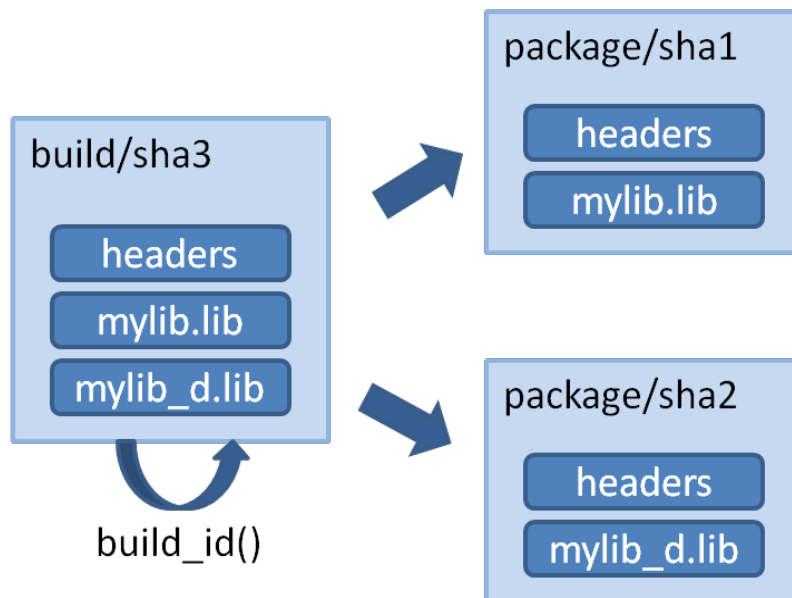 build/sha3
headers
mylib.lib
mylib_d.lib
build_id()
package/sha1
headers
mylib.lib
package/sha2
headers
mylib_d.lib